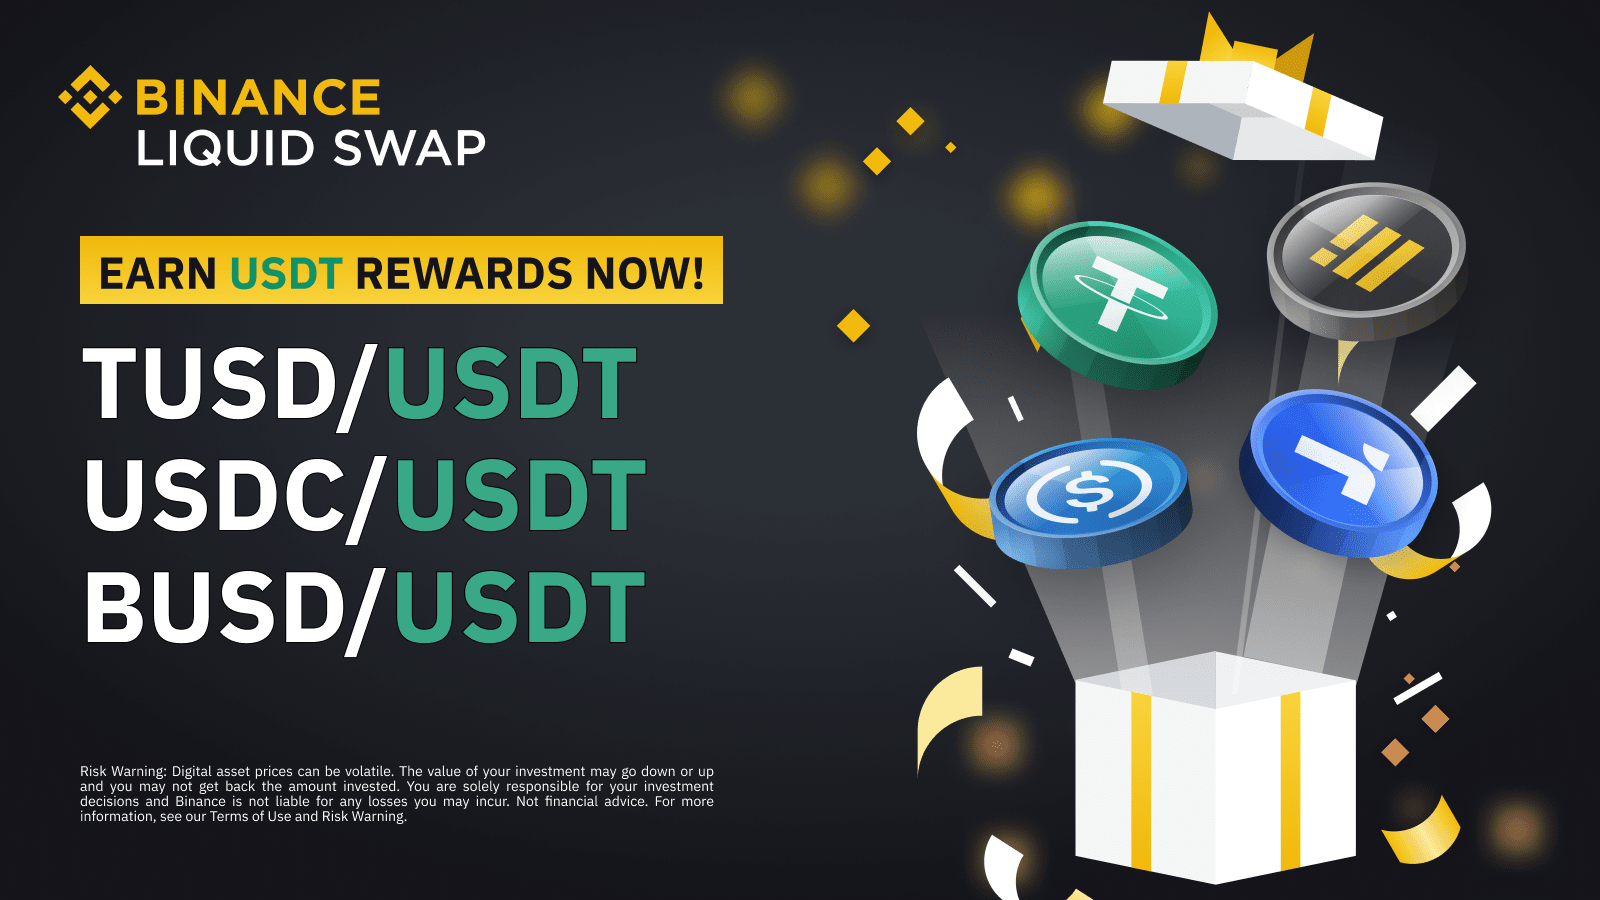 BINANCE
LIQUID SWAP
EARN USDT REWARDS NOW!
TUSD/USDT
USDC/USDT
BUSD/USDT
Risk Warning: Digital asset prices can be volatile. The value of your investment may go down or up
and you may not get back the amount invested. You are solely responsible for your investment
decisions and Binance is not liable for any losses you may incur. Not financial advice. For more
information, see our Terms of Use and Risk Warning.